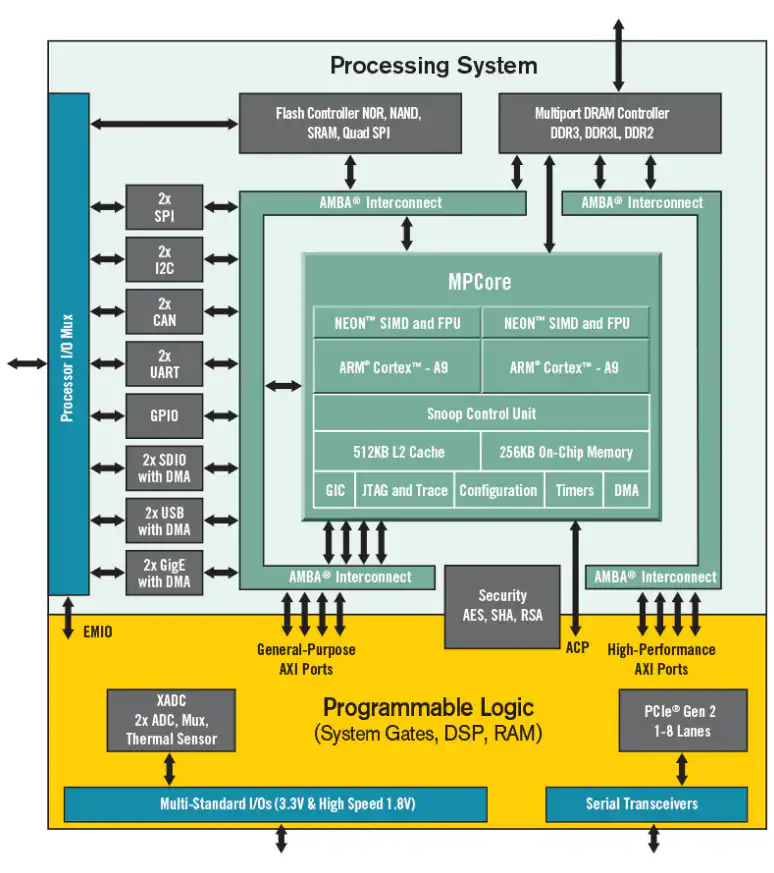 Processing System
Flash Controller NOR, NAND,
SRAM, Quad SPI
Multiport DRAM Controller
DDR3, DDR3L, DDR2
AMBA® Interconnect
AMBA® Interconnect
Processor I/O Mux
2x
SPI
2x
I2C
2x
CAN
2x
UART
GPIO
2x SDIO
with DMA
2x USB
with DMA
2x GigE
with DMA
MPCore
NEON™ SIMD and FPU
NEON™ SIMD and FPU
ARM® Cortex™ - A9
ARM® Cortex™ - A9
Snoop Control Unit
512KB L2 Cache
256KB On-Chip Memory
GIC
JTAG and Trace
Configuration
Timers
DMA
AMBA® Interconnect
AMBA® Interconnect
Security
AES, SHA, RSA
EMIO
General-Purpose
AXI Ports
ACP
High-Performance
AXI Ports
Programmable Logic
(System Gates, DSP, RAM)
XADC
2x ADC, Mux,
Thermal Sensor
PCIe® Gen 2
1-8 Lanes
Multi-Standard I/Os (3.3V & High Speed 1.8V)
Serial Transceivers